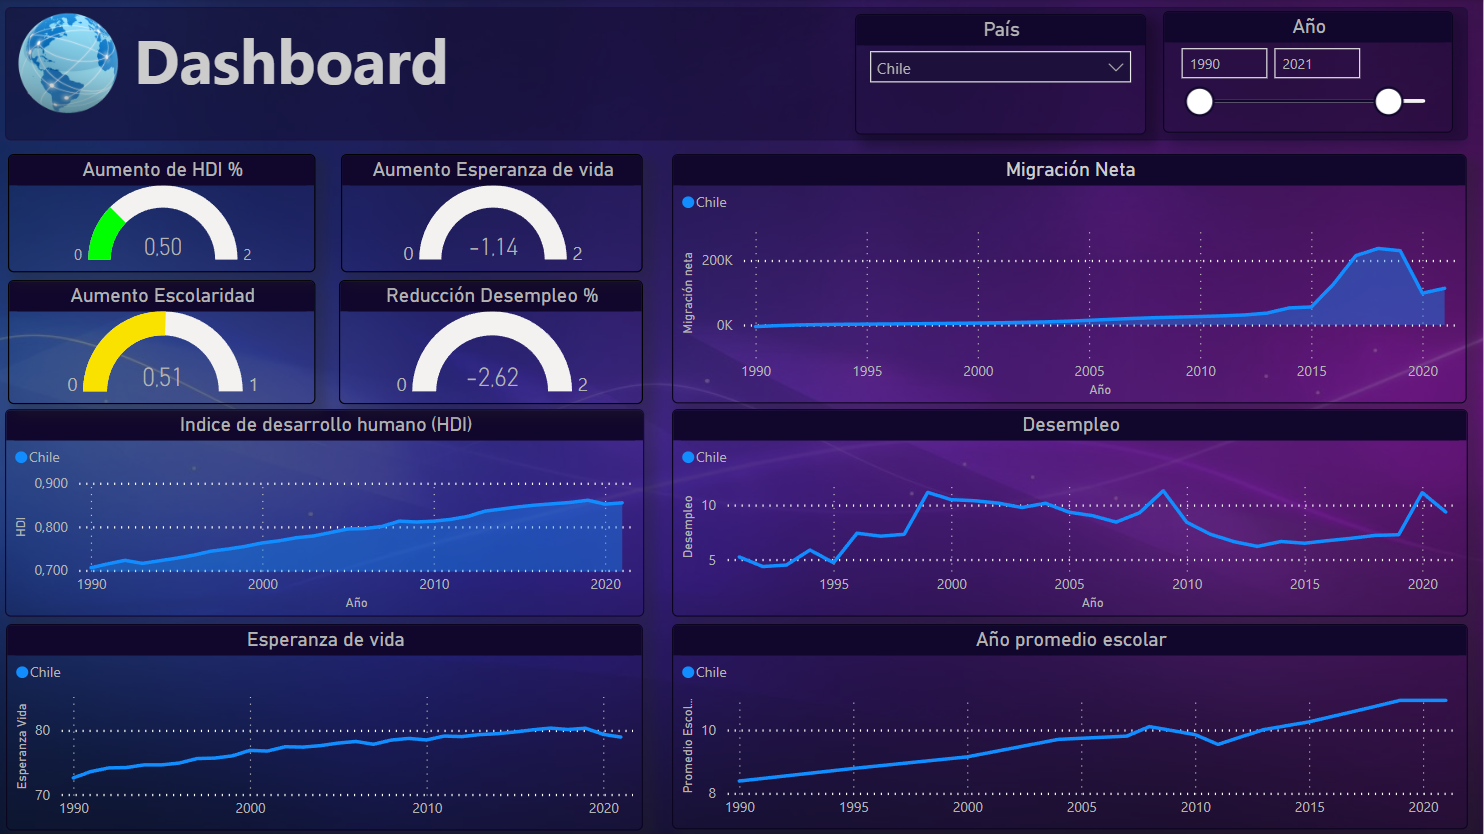 Dashboard
País
Chile
Año
1990
2021
Aumento de HDI %
0,50
0
2
Aumento Esperanza de vida
-1,14
0
2
Aumento Escolaridad
0,51
0
1
Reducción Desempleo %
-2,62
0
2
Migración Neta
Chile
Migración neta
200K
0K
1990
1995
2000
2005
2010
2015
2020
Año
Indice de desarrollo humano (HDI)
Chile
HDI
0,900
0,800
0,700
1990
2000
2010
2020
Año
Desempleo
Chile
Desempleo
10
5
1995
2000
2005
2010
2015
2020
Año
Esperanza de vida
Chile
Esperanza Vida
80
70
1990
2000
2010
2020
Año promedio escolar
Chile
Promedio Escol...
10
8
1990
1995
2000
2005
2010
2015
2020